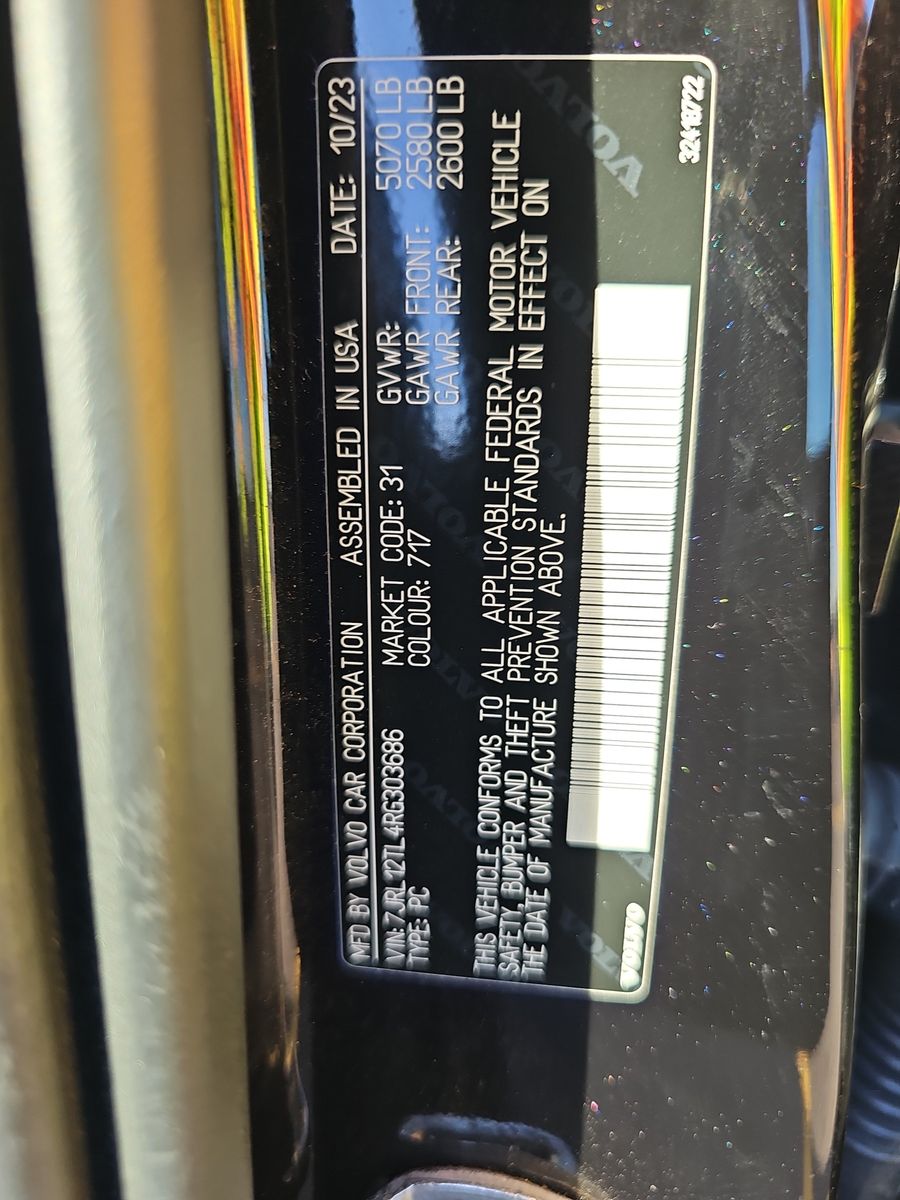 MFD BY VOLVO CAR CORPORATION ASSEMBLED IN USA DATE: 10/23
VIN: 7JRL12TL4RG303686 MARKET CODE: 31 GVWR: 5070 LB
TYPE: PC COLOUR: 717 GAWR FRONT: 2580 LB
GAWR REAR: 2600 LB
THIS VEHICLE CONFORMS TO ALL APPLICABLE FEDERAL MOTOR VEHICLE
SAFETY, BUMPER AND THEFT PREVENTION STANDARDS IN EFFECT ON
THE DATE OF MANUFACTURE SHOWN ABOVE.
VOLVO